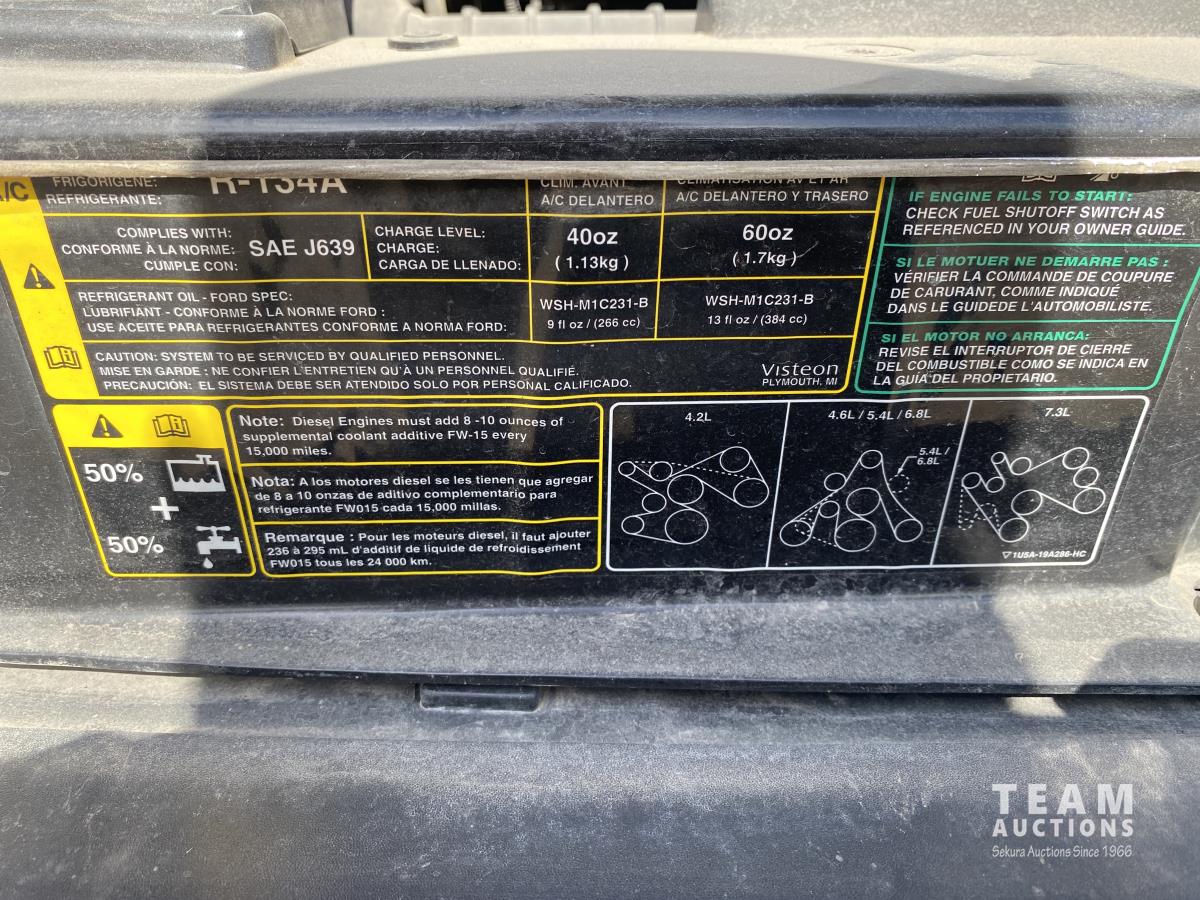 A/C
FRIGORIGÈNE:
REFRIGERANTE:
R-134A
CLIM. AVANT
A/C DELANTERO
CLIMATISATION AV ET AR
A/C DELANTERO Y TRASERO
COMPLIES WITH:
CONFORME À LA NORME:
CUMPLE CON:
SAE J639
CHARGE LEVEL:
CHARGE:
CARGA DE LLENADO:
40oz
( 1.13kg )
60oz
( 1.7kg )
REFRIGERANT OIL - FORD SPEC:
LUBRIFIANT - CONFORME À LA NORME FORD :
USE ACEITE PARA REFRIGERANTES CONFORME A NORMA FORD:
WSH-M1C231-B
9 fl oz / (266 cc)
WSH-M1C231-B
13 fl oz / (384 cc)
CAUTION: SYSTEM TO BE SERVICED BY QUALIFIED PERSONNEL.
MISE EN GARDE : NE CONFIER L'ENTRETIEN QU'À UN PERSONNEL QUALIFIÉ.
PRECAUCIÓN: EL SISTEMA DEBE SER ATENDIDO SOLO POR PERSONAL CALIFICADO.
Visteon
PLYMOUTH, MI
IF ENGINE FAILS TO START:
CHECK FUEL SHUTOFF SWITCH AS
REFERENCED IN YOUR OWNER GUIDE.
SI LE MOTUER NE DEMARRE PAS :
VÉRIFIER LA COMMANDE DE COUPURE
DE CARURANT, COMME INDIQUÉ
DANS LE GUIDEDE L'AUTOMOBILISTE.
SI EL MOTOR NO ARRANCA:
REVISE EL INTERRUPTOR DE CIERRE
DEL COMBUSTIBLE COMO SE INDICA EN
LA GUÍA DEL PROPIETARIO.
50%
+
50%
Note: Diesel Engines must add 8 -10 ounces of
supplemental coolant additive FW-15 every
15,000 miles.
Nota: A los motores diesel se les tienen que agregar
de 8 a 10 onzas de aditivo complementario para
refrigerante FW015 cada 15,000 millas.
Remarque : Pour les moteurs diesel, il faut ajouter
236 à 295 mL d'additif de liquide de refroidissement
FW015 tous les 24 000 km.
4.2L
4.6L / 5.4L / 6.8L
5.4L /
6.8L
7.3L
1U5A-19A286-HC
TEAM
AUCTIONS
Sekura Auctions Since 1966